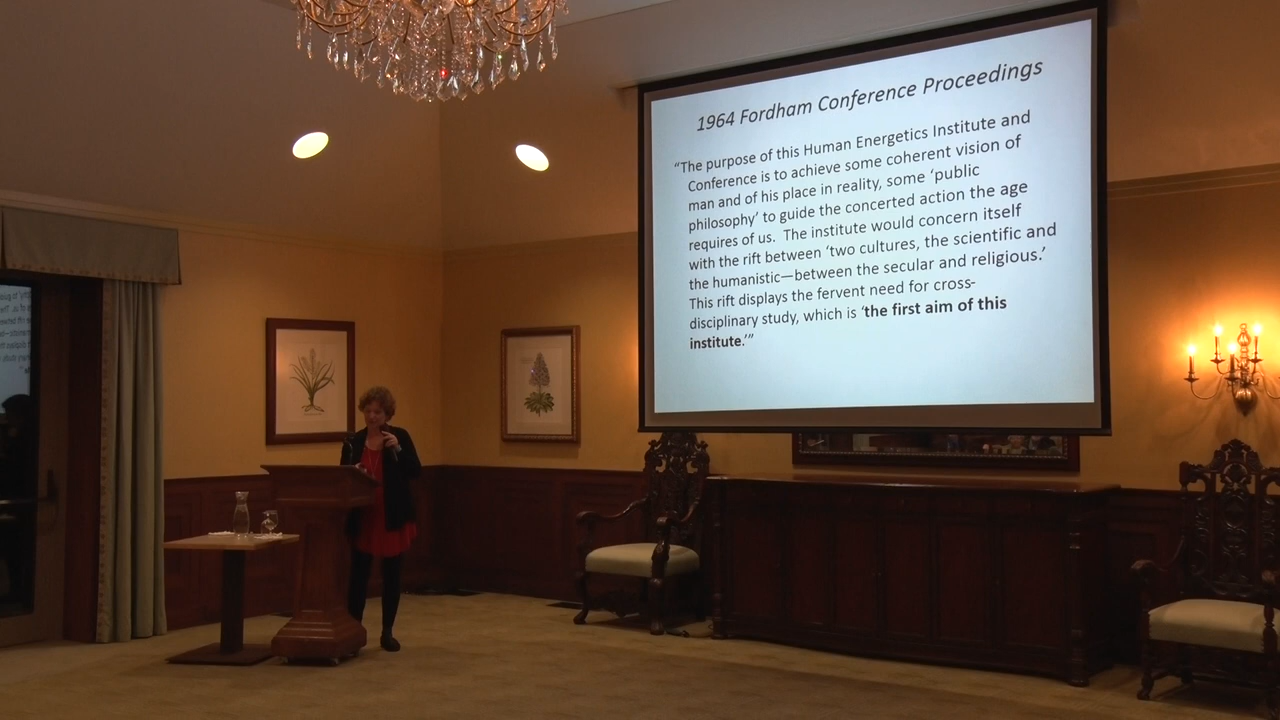 1964 Fordham Conference Proceedings
“The purpose of this Human Energetics Institute and
Conference is to achieve some coherent vision of
man and of his place in reality, some ‘public
philosophy’ to guide the concerted action the age
requires of us.  The institute would concern itself
with the rift between ‘two cultures, the scientific and
the humanistic—between the secular and religious.’
This rift displays the fervent need for cross-
disciplinary study, which is ‘the first aim of this
institute.’”